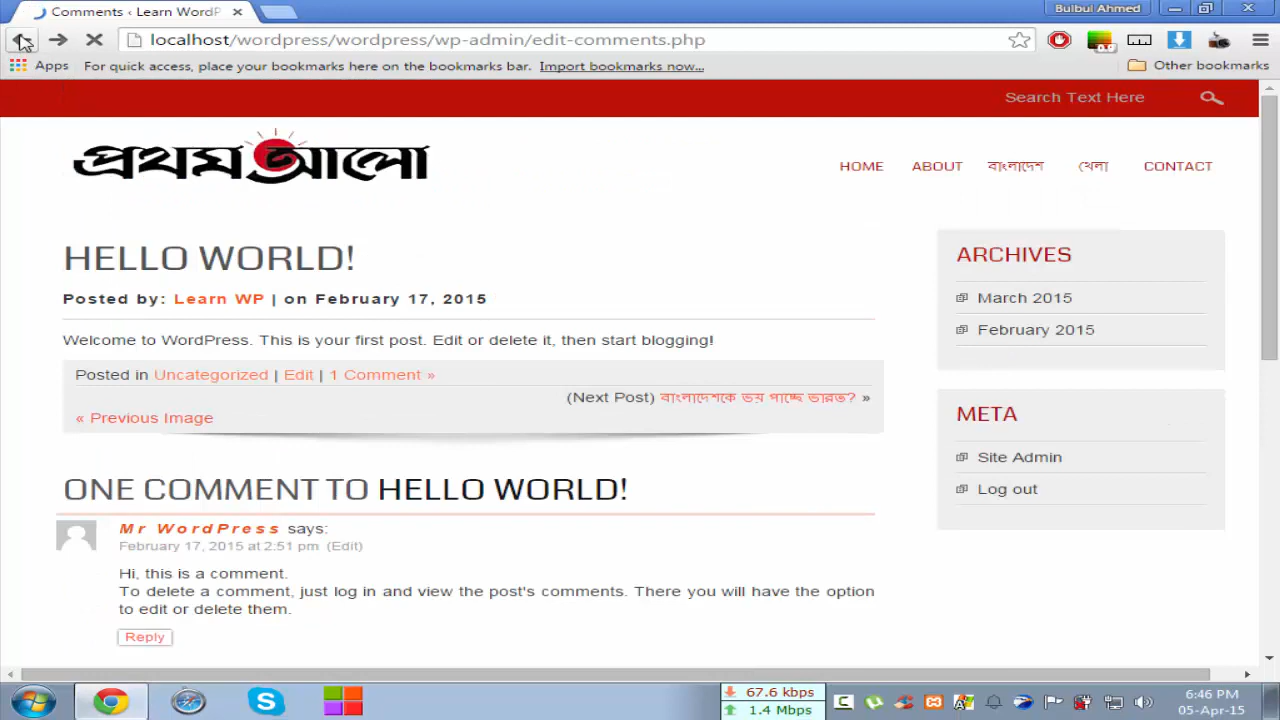 Comments ‹ Learn WordP
Bulbul Ahmed
localhost/wordpress/wordpress/wp-admin/edit-comments.php
Apps For quick access, place your bookmarks here on the bookmarks bar. Import bookmarks now... Other bookmarks
Search Text Here
প্রথম আলো
HOME ABOUT বাংলাদেশ খেলা CONTACT
HELLO WORLD!
Posted by: Learn WP | on February 17, 2015
Welcome to WordPress. This is your first post. Edit or delete it, then start blogging!
Posted in Uncategorized | Edit | 1 Comment »
(Next Post) বাংলাদেশকে ভয় পাচ্ছে ভারত? »
« Previous Image
ARCHIVES
March 2015
February 2015
META
Site Admin
Log out
ONE COMMENT TO HELLO WORLD!
Mr WordPress says:
February 17, 2015 at 2:51 pm (Edit)
Hi, this is a comment.
To delete a comment, just log in and view the post's comments. There you will have the option
to edit or delete them.
Reply
67.6 kbps
1.4 Mbps
6:46 PM
05-Apr-15